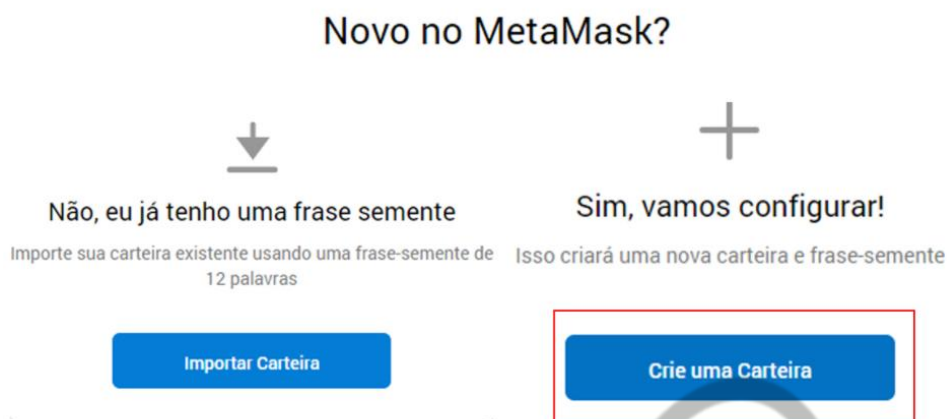 Novo no MetaMask?
Não, eu já tenho uma frase semente
Importe sua carteira existente usando uma frase-semente de
12 palavras
Importar Carteira
Sim, vamos configurar!
Isso criará uma nova carteira e frase-semente
Crie uma Carteira